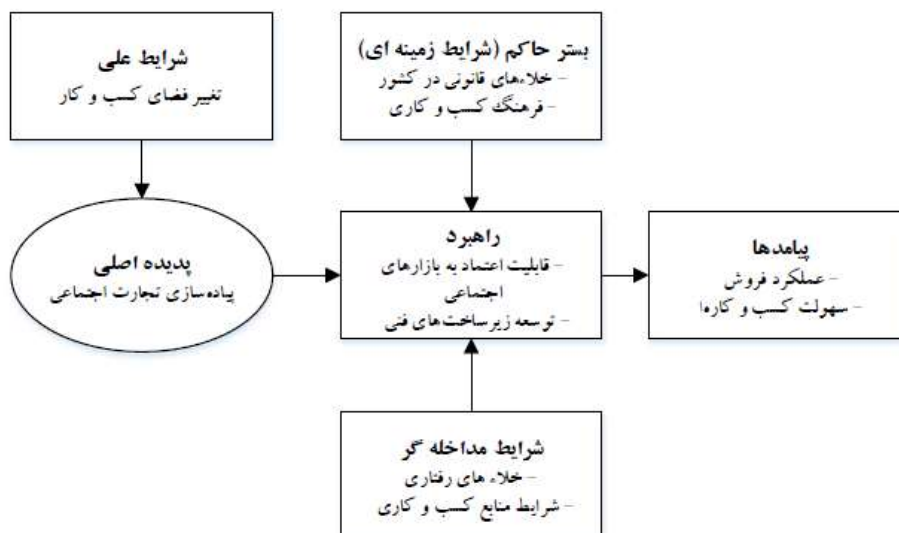 شرایط علی
تغییر فضای کسب و کار
بستر حاکم (شرایط زمینه ای)
- خلاءهای قانونی در کشور
- فرهنگ کسب و کاری
پدیده اصلی
پیاده‌سازی تجارت اجتماعی
راهبرد
- قابلیت اعتماد به بازارهای
اجتماعی
- توسعه زیرساخت‌های فنی
پیامدها
- عملکرد فروش
- سهولت کسب و کارها
شرایط مداخله گر
- خلاء های رفتاری
- شرایط منابع کسب و کاری